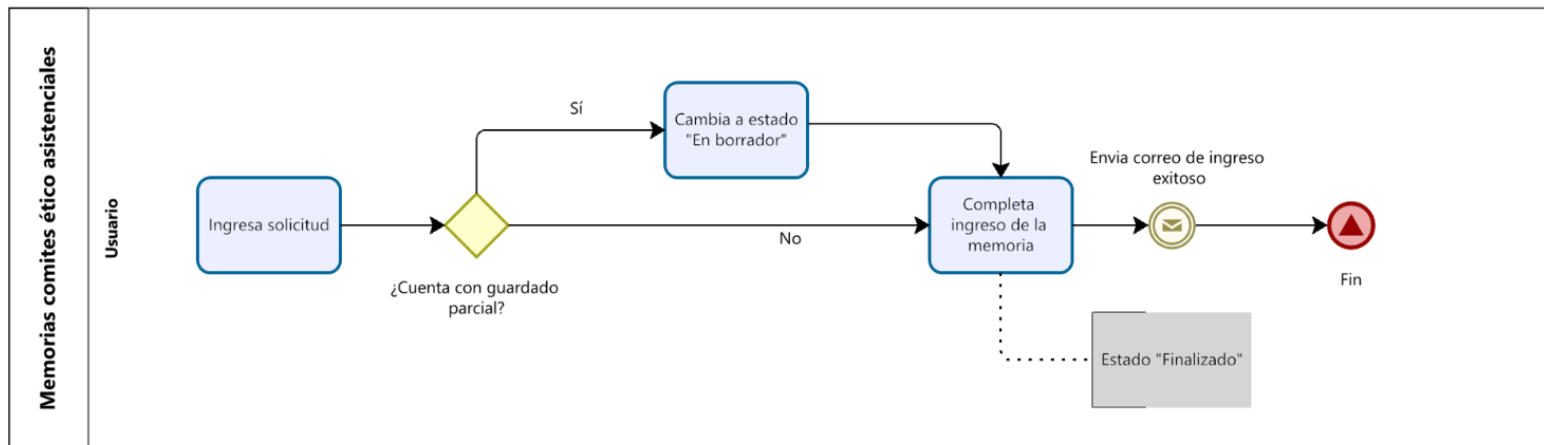 Memorias comites ético asistenciales
Usuario
Ingresa solicitud
¿Cuenta con guardado
parcial?
Sí
No
Cambia a estado
"En borrador"
Completa
ingreso de la
memoria
Envia correo de ingreso
exitoso
Fin
Estado "Finalizado"